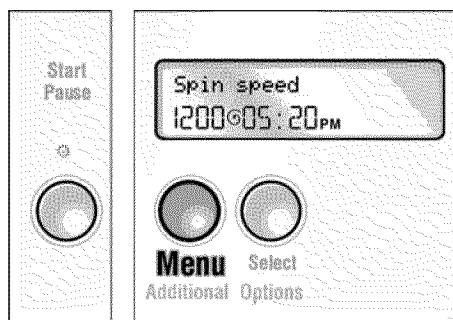 Start
Pause
Spin speed
1200 05:20PM
Menu
Select
Additional Options